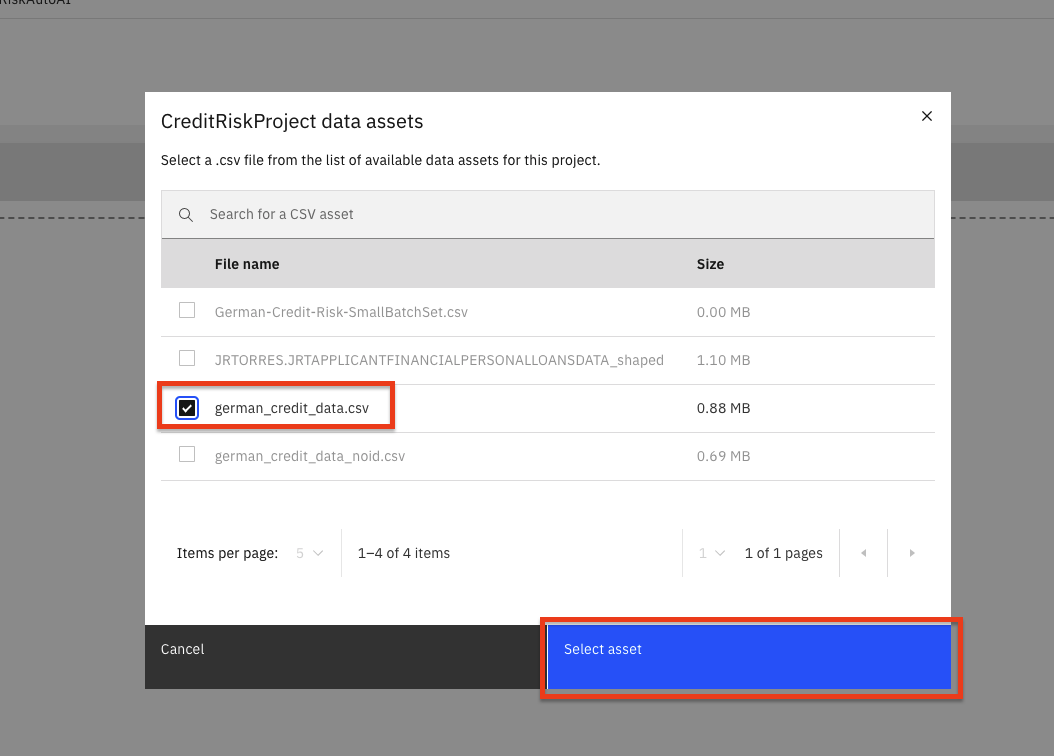 CreditRiskProject data assets
Select a .csv file from the list of available data assets for this project.
Search for a CSV asset
File name Size
German-Credit-Risk-SmallBatchSet.csv 0.00 MB
JRTORRES.JRTAPPLICANTFINANCIALPERSONALLOANSDATA_shaped 1.10 MB
german_credit_data.csv 0.88 MB
german_credit_data_noid.csv 0.69 MB
Items per page: 5 1–4 of 4 items 1 1 of 1 pages
Cancel Select asset